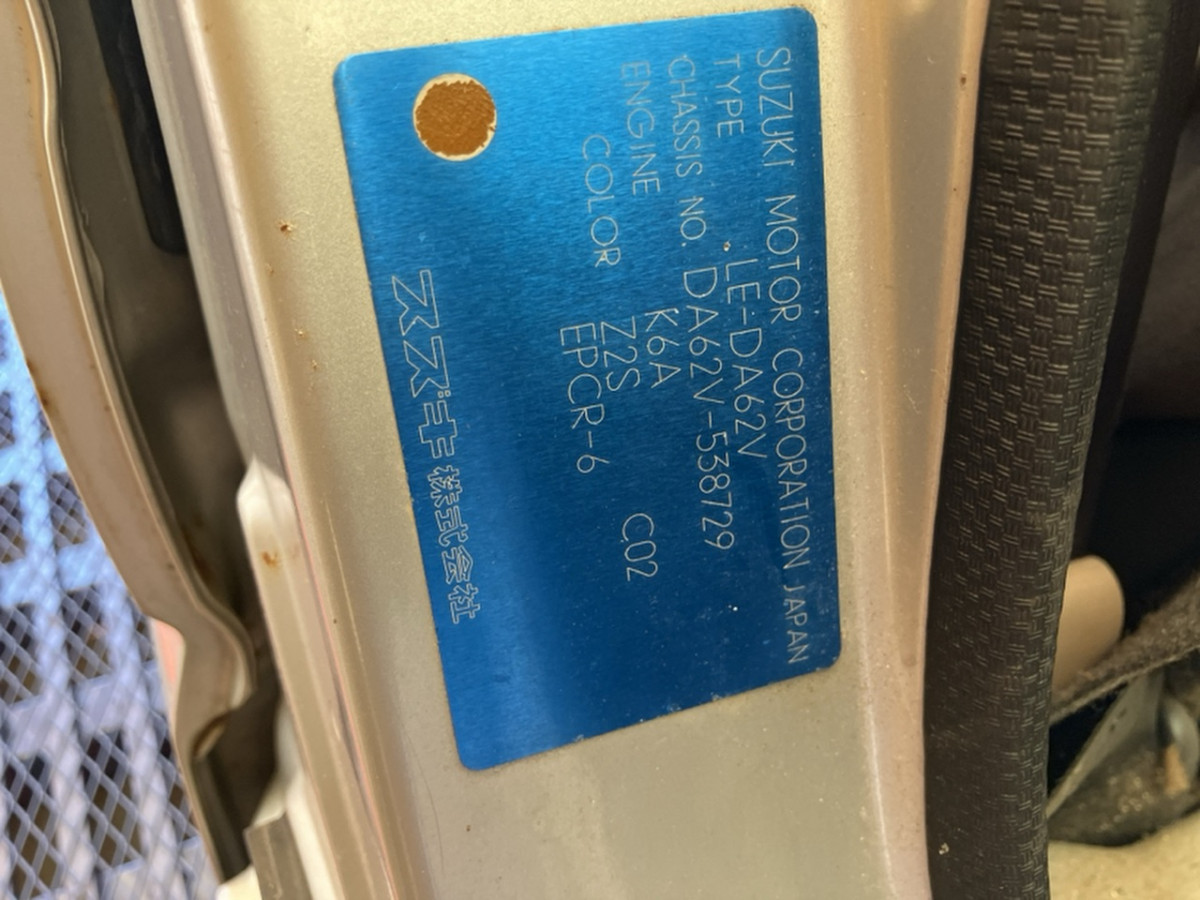 SUZUKI MOTOR CORPORATION JAPAN
TYPE LE-DA62V
CHASSIS NO. DA62V-538729
ENGINE K6A
COLOR Z2S C02
EPCR-6
スズキ株式会社